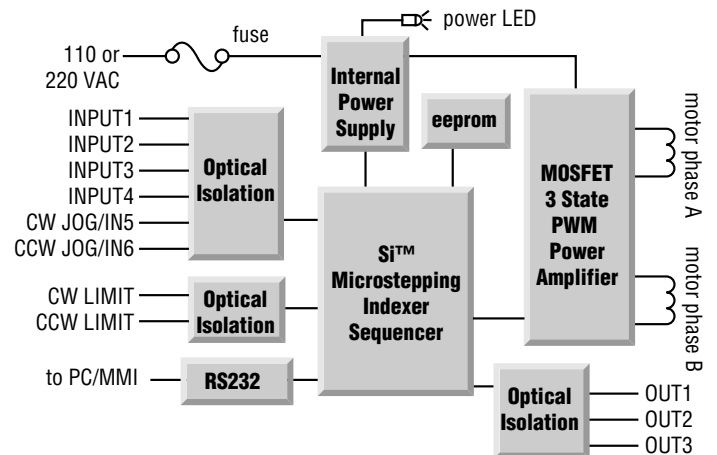 power LED
fuse
110 or
220 VAC
Internal
Power
Supply
eeprom
INPUT1
INPUT2
INPUT3
INPUT4
CW JOG/IN5
CCW JOG/IN6
Optical
Isolation
MOSFET
3 State
PWM
Power
Amplifier
motor phase A
motor phase B
Si™
Microstepping
Indexer
Sequencer
CW LIMIT
CCW LIMIT
Optical
Isolation
to PC/MMI
RS232
Optical
Isolation
OUT1
OUT2
OUT3